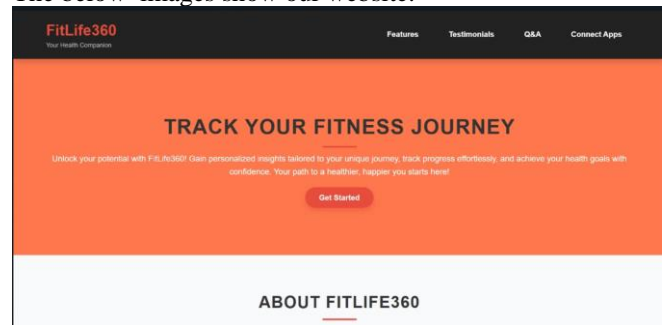 The below images show our website:
FitLife360
Your Health Companion
Features Testimonials Q&A Connect Apps
TRACK YOUR FITNESS JOURNEY
Unlock your potential with FitLife360! Gain personalized insights tailored to your unique journey, track progress effortlessly, and achieve your health goals with
confidence. Your path to a healthier, happier you starts here!
Get Started
ABOUT FITLIFE360